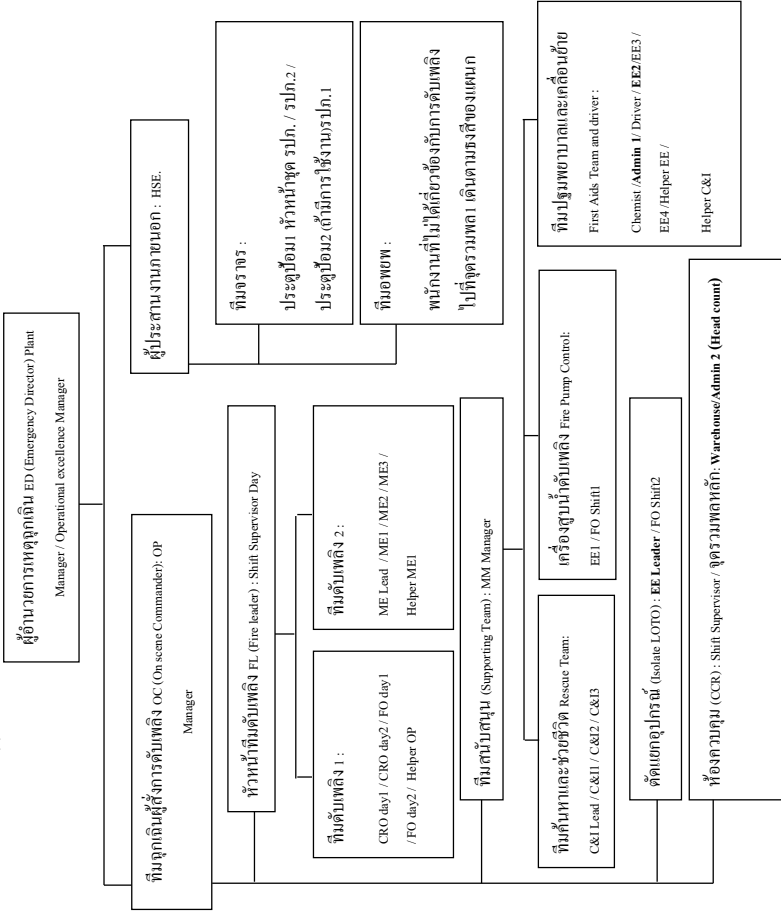 ผู้อำนวยการเหตุฉุกเฉิน ED (Emergency Director) Plant
Manager / Operational excellence Manager
ทีมฉุกเฉินผู้สั่งการดับเพลิง OC (On scene Commander): OP
Manager
ผู้ประสานงานภายนอก : HSE.
หัวหน้าทีมดับเพลิง FL (Fire leader) : Shift Supervisor Day
ทีมดับเพลิง 1 :
CRO day1 / CRO day2 / FO day1
/ FO day2 / Helper OP
ทีมดับเพลิง 2 :
ME Lead / ME1 / ME2 / ME3 /
Helper ME1
ทีมจราจร :
ประตูป้อม1 หัวหน้าชุด รปภ. / รปภ.2 /
ประตูป้อม2 (ถ้ามีการใช้งาน)รปภ.1
ทีมอพยพ :
พนักงานที่ไม่ได้เกี่ยวข้องกับการดับเพลิง
ไปที่จุดรวมพล1 เดินตามธงสีของแผนก
ทีมสนับสนุน (Supporting Team) : MM Manager
ทีมค้นหาและช่วยชีวิต Rescue Team:
C&I Lead / C&I1 / C&I2 / C&I3
เครื่องสูบน้ำดับเพลิง Fire Pump Control:
EE1 / FO Shift1
ทีมปฐมพยาบาลและเคลื่อนย้าย
First Aids Team and driver :
Chemist /Admin 1/ Driver / EE2/EE3 /
EE4 /Helper EE /
Helper C&I
ตัดแยกอุปกรณ์ (Isolate LOTO) : EE Leader / FO Shift2
ห้องควบคุม (CCR) : Shift Supervisor / จุดรวมพลหลัก: Warehouse/Admin 2 (Head count)